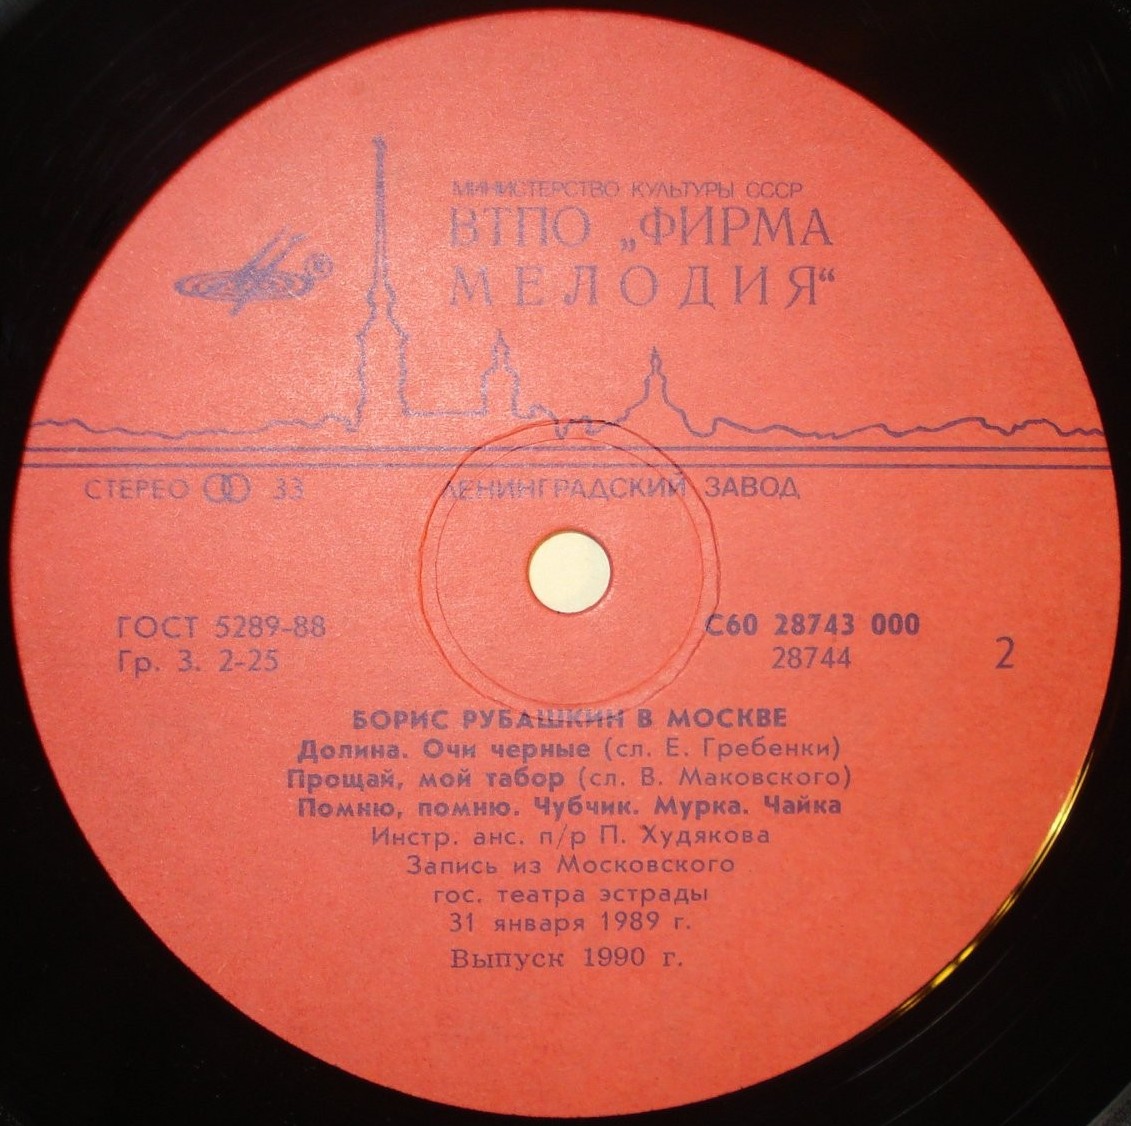 МИНИСТЕРСТВО КУЛЬТУРЫ СССР
ВТПО „ФИРМА
МЕЛОДИЯ“
СТЕРЕО 33
ЛЕНИНГРАДСКИЙ ЗАВОД
ГОСТ 5289-88
Гр. 3. 2-25
С60 28743 000
28744
2
БОРИС РУБАШКИН В МОСКВЕ
Долина. Очи черные (сл. Е. Гребенки)
Прощай, мой табор (сл. В. Маковского)
Помню, помню. Чубчик. Мурка. Чайка
Инстр. анс. п/р П. Худякова
Запись из Московского
гос. театра эстрады
31 января 1989 г.
Выпуск 1990 г.